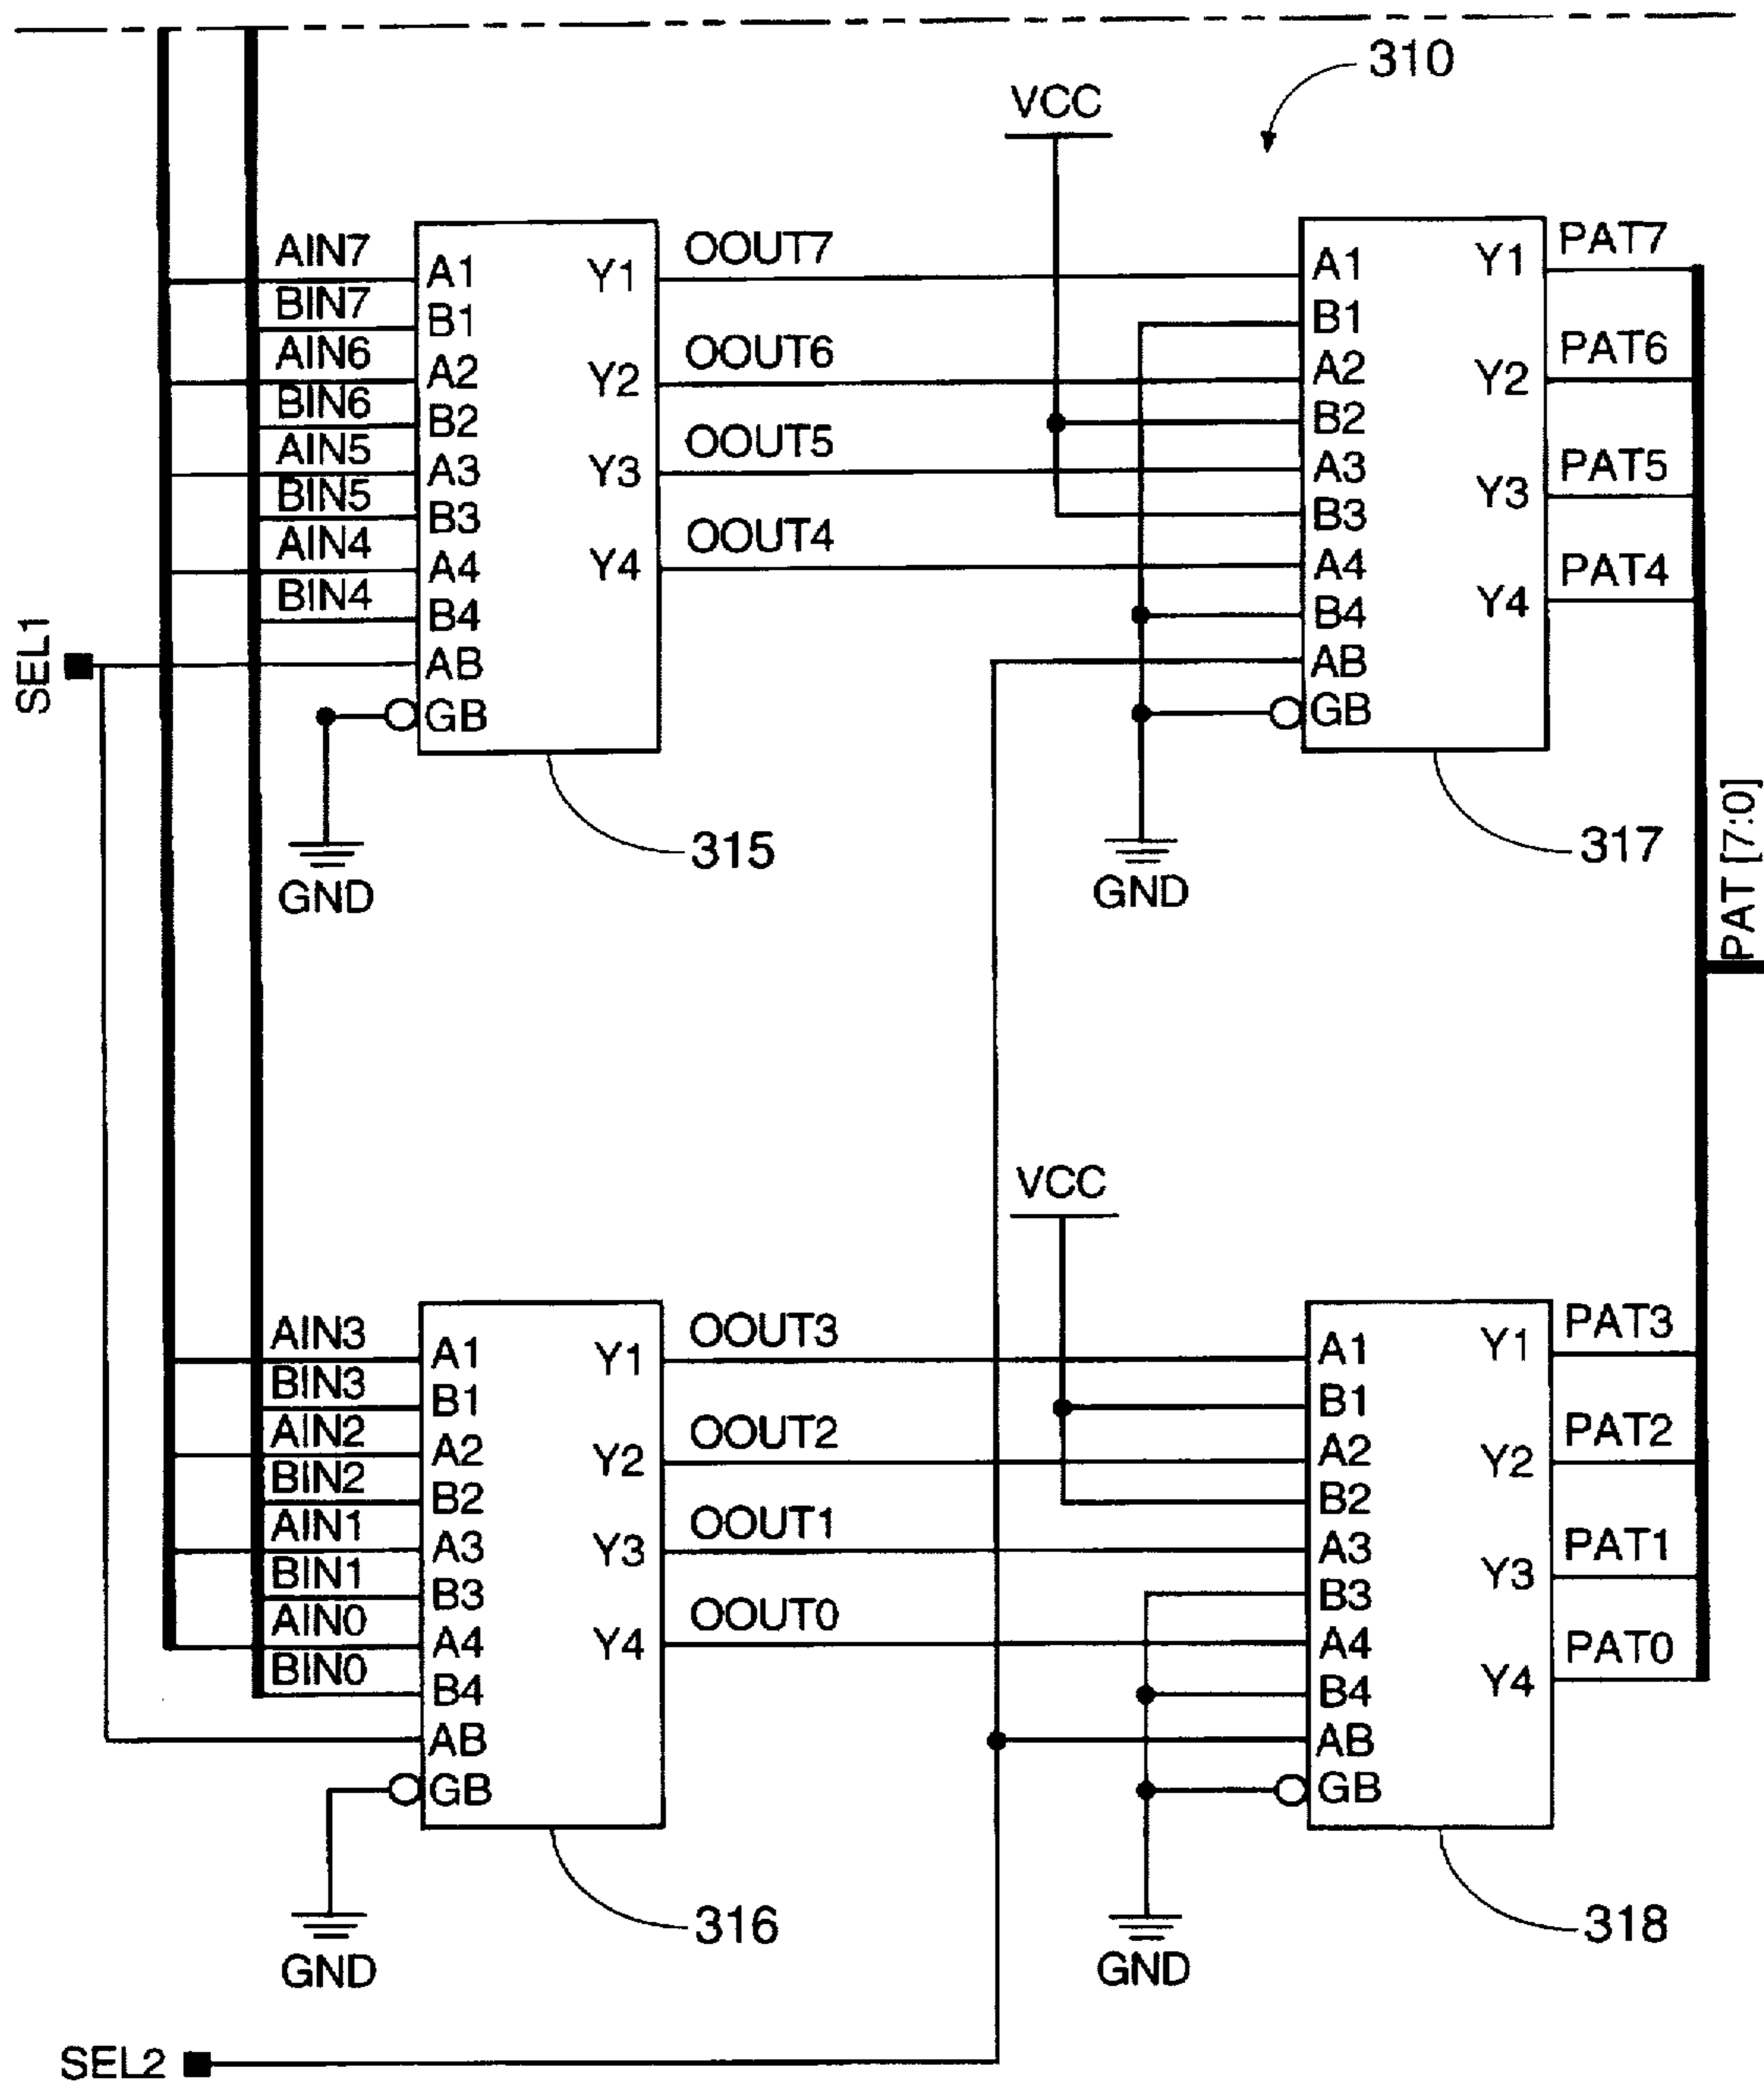 310
VCC
AIN7
BIN7
AIN6
BIN6
AIN5
BIN5
AIN4
BIN4
SEL1
A1
B1
A2
B2
A3
B3
A4
B4
AB
GB
Y1
Y2
Y3
Y4
OOUT7
OOUT6
OOUT5
OOUT4
A1
B1
A2
B2
A3
B3
A4
B4
AB
GB
Y1
Y2
Y3
Y4
PAT7
PAT6
PAT5
PAT4
GND
315
GND
317
PAT [7:0]
VCC
AIN3
BIN3
AIN2
BIN2
AIN1
BIN1
AIN0
BIN0
A1
B1
A2
B2
A3
B3
A4
B4
AB
GB
Y1
Y2
Y3
Y4
OOUT3
OOUT2
OOUT1
OOUT0
A1
B1
A2
B2
A3
B3
A4
B4
AB
GB
Y1
Y2
Y3
Y4
PAT3
PAT2
PAT1
PAT0
GND
316
GND
318
SEL2